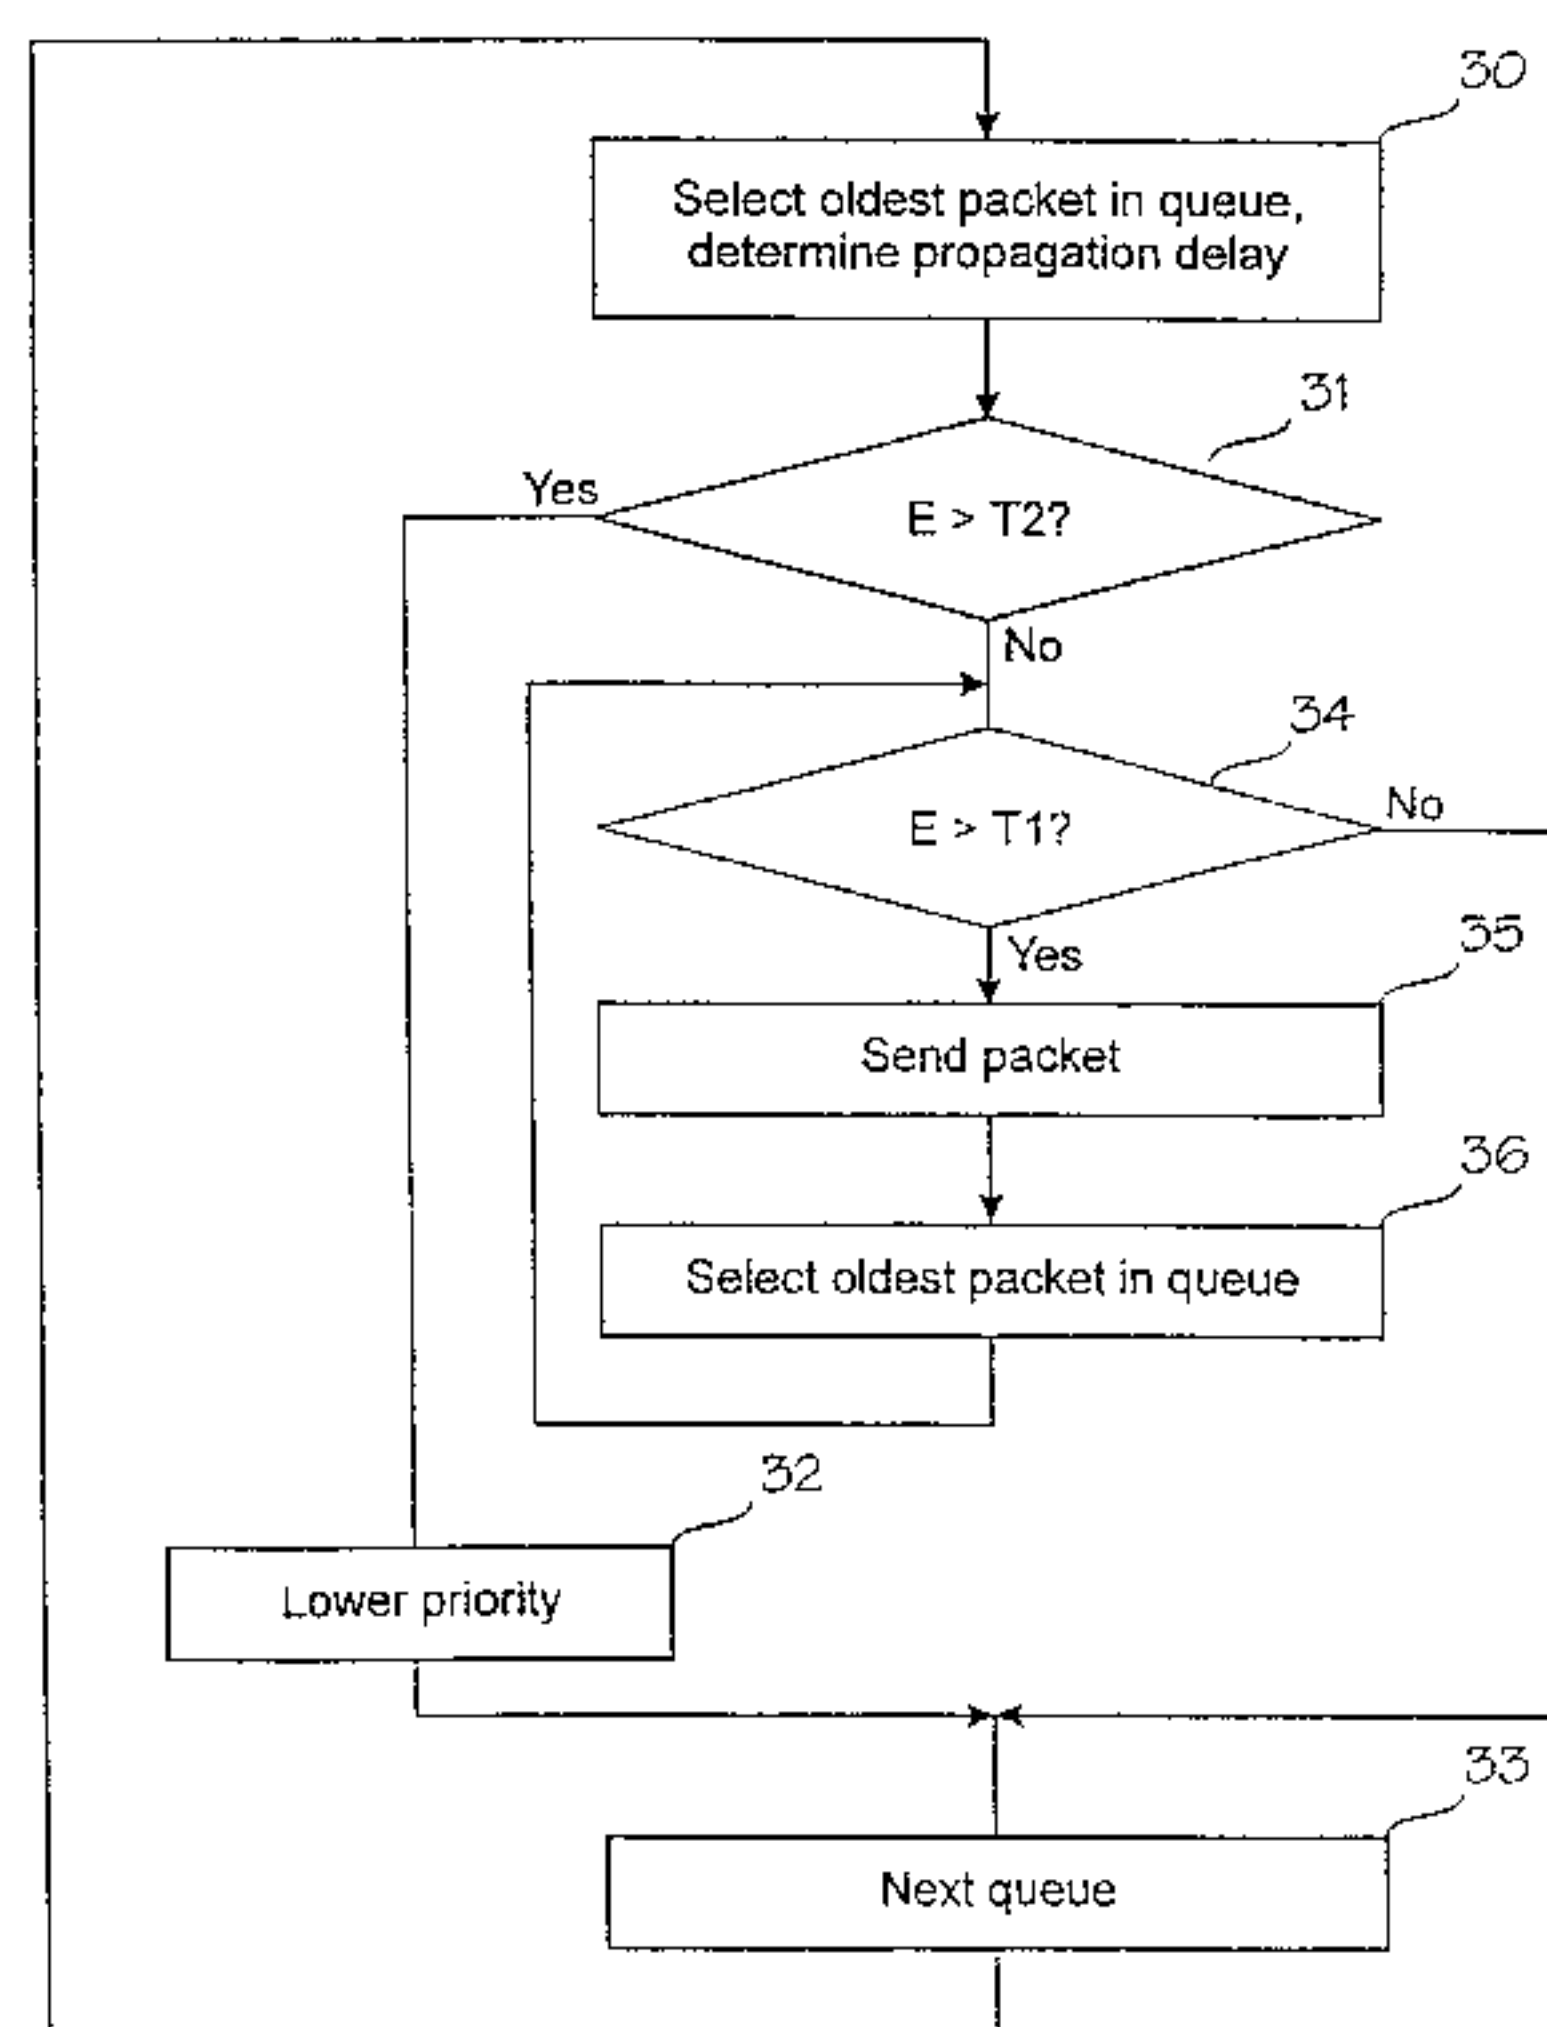 30
Select oldest packet in queue,
determine propagation delay
31
Yes
E > T2?
No
34
No
E > T1?
Yes
35
Send packet
36
Select oldest packet in queue
32
Lower priority
33
Next queue